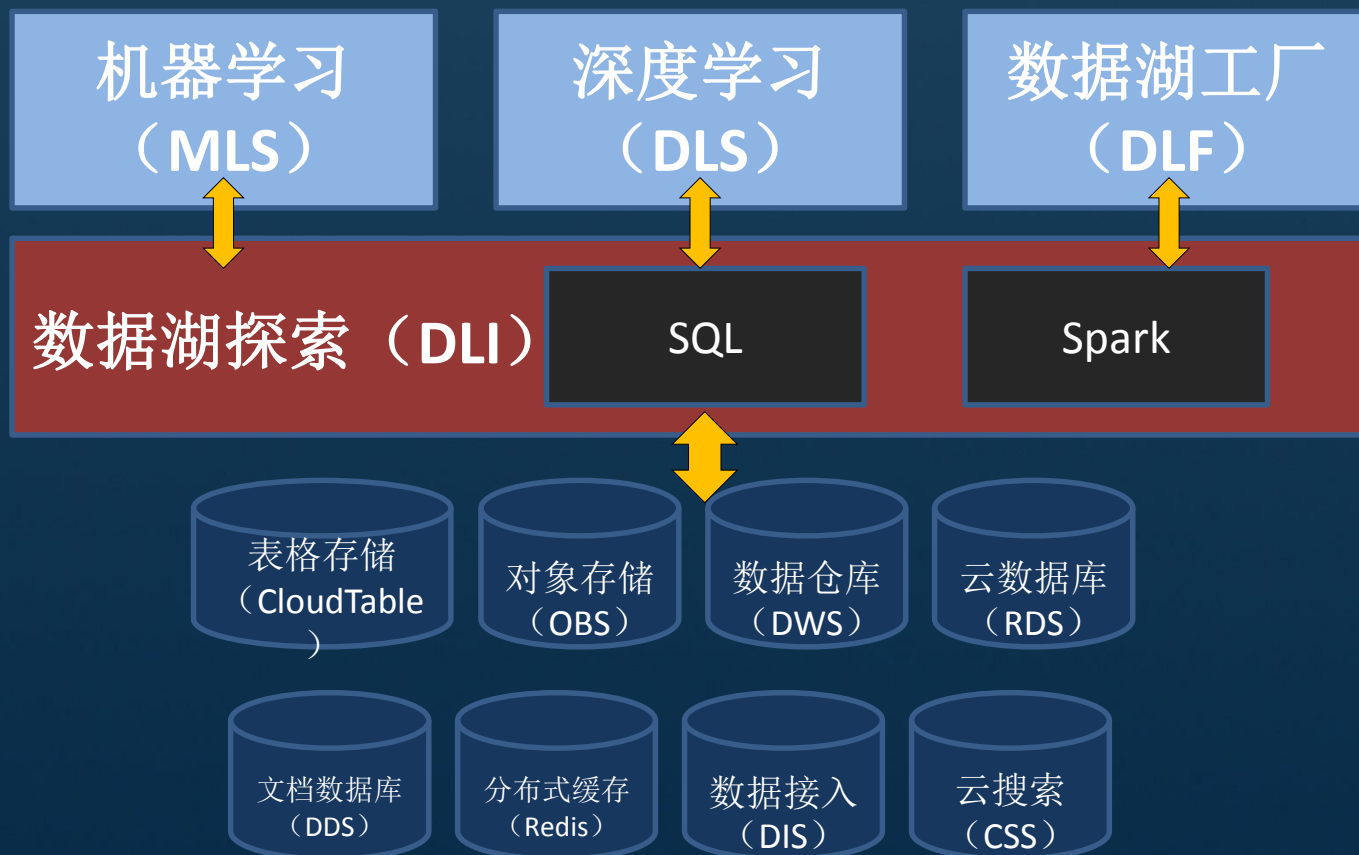 机器学习
（MLS）
深度学习
（DLS）
数据湖工厂
（DLF）
数据湖探索（DLI）
SQL
Spark
表格存储
（CloudTable
）
对象存储
（OBS）
数据仓库
（DWS）
云数据库
（RDS）
文档数据库
（DDS）
分布式缓存
（Redis）
数据接入
（DIS）
云搜索
（CSS）